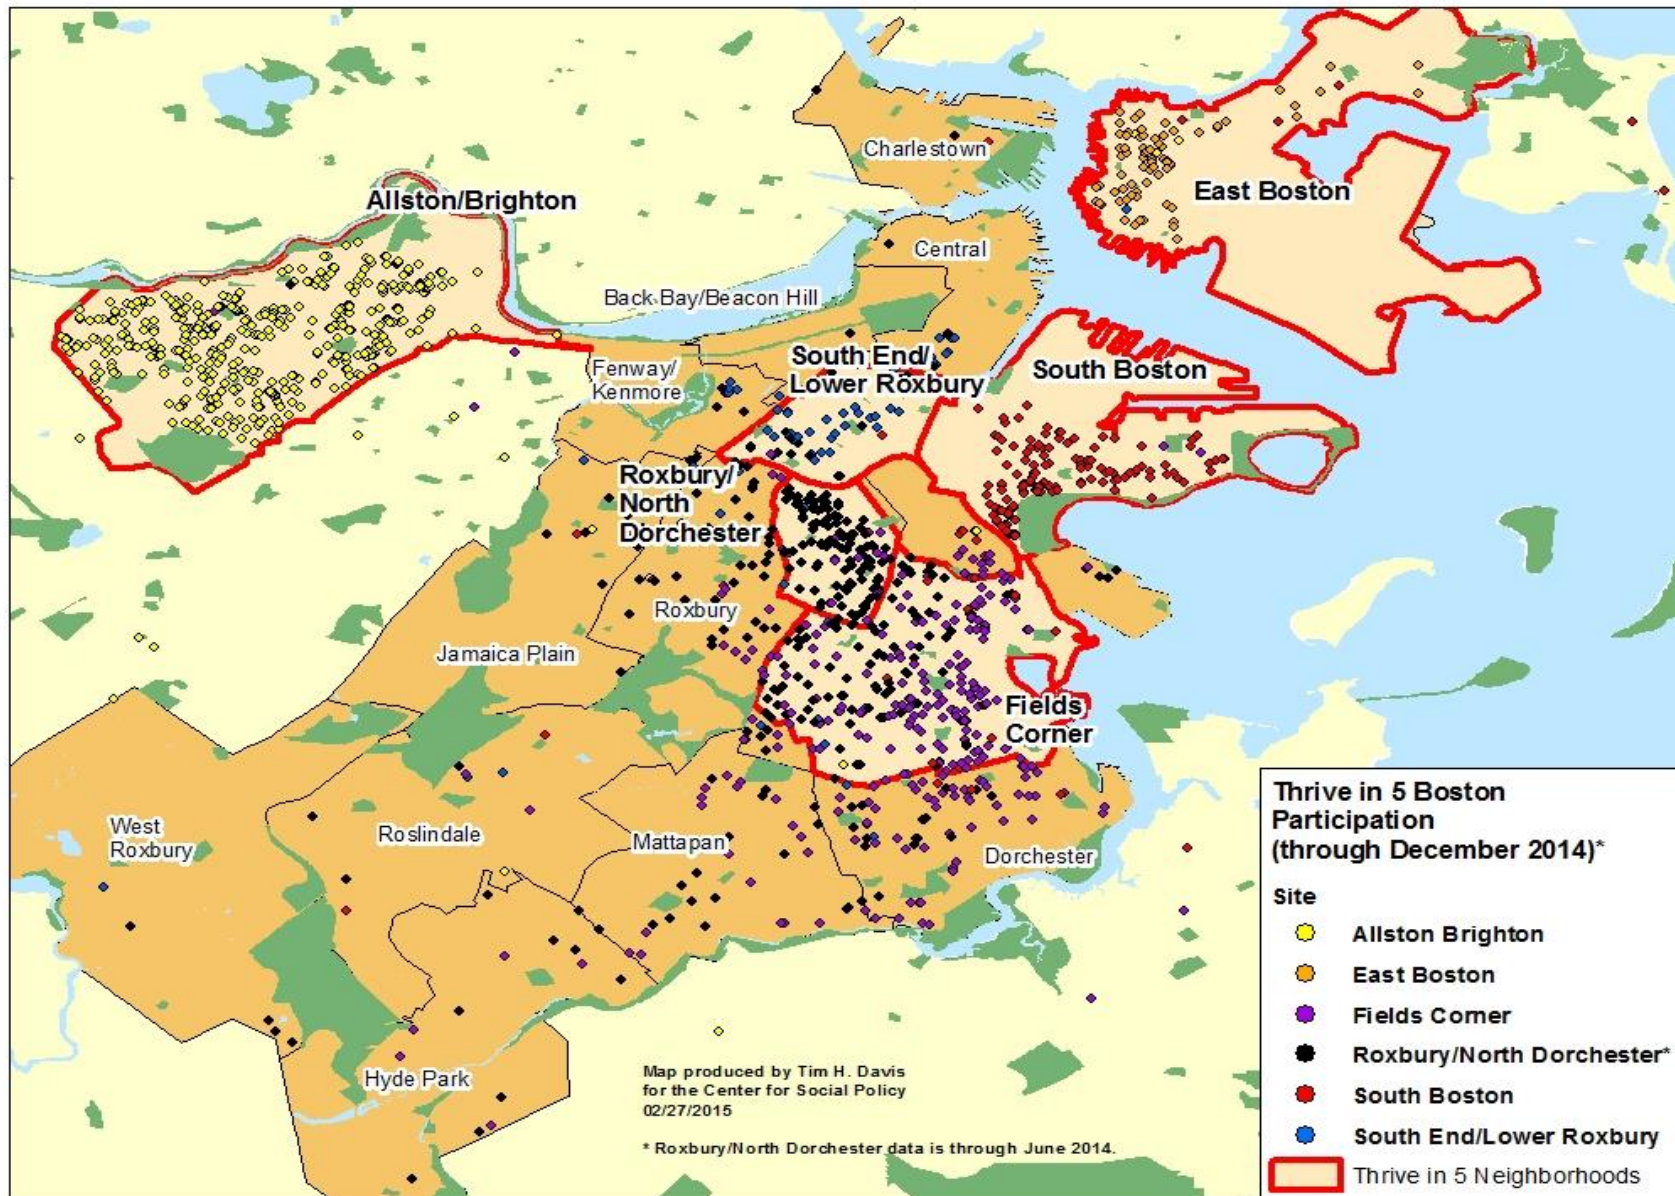 Charlestown
Allston/Brighton
East Boston
Central
Back Bay/Beacon Hill
South End/
Lower Roxbury
South Boston
Fenway/
Kenmore
Roxbury/
North
Dorchester
Roxbury
Jamaica Plain
Fields
Corner
West
Roxbury
Roslindale
Mattapan
Dorchester
Hyde Park
Thrive in 5 Boston
Participation
(through December 2014)*
Site
Allston Brighton
East Boston
Fields Corner
Roxbury/North Dorchester*
South Boston
South End/Lower Roxbury
Thrive in 5 Neighborhoods
Map produced by Tim H. Davis
for the Center for Social Policy
02/27/2015
* Roxbury/North Dorchester data is through June 2014.